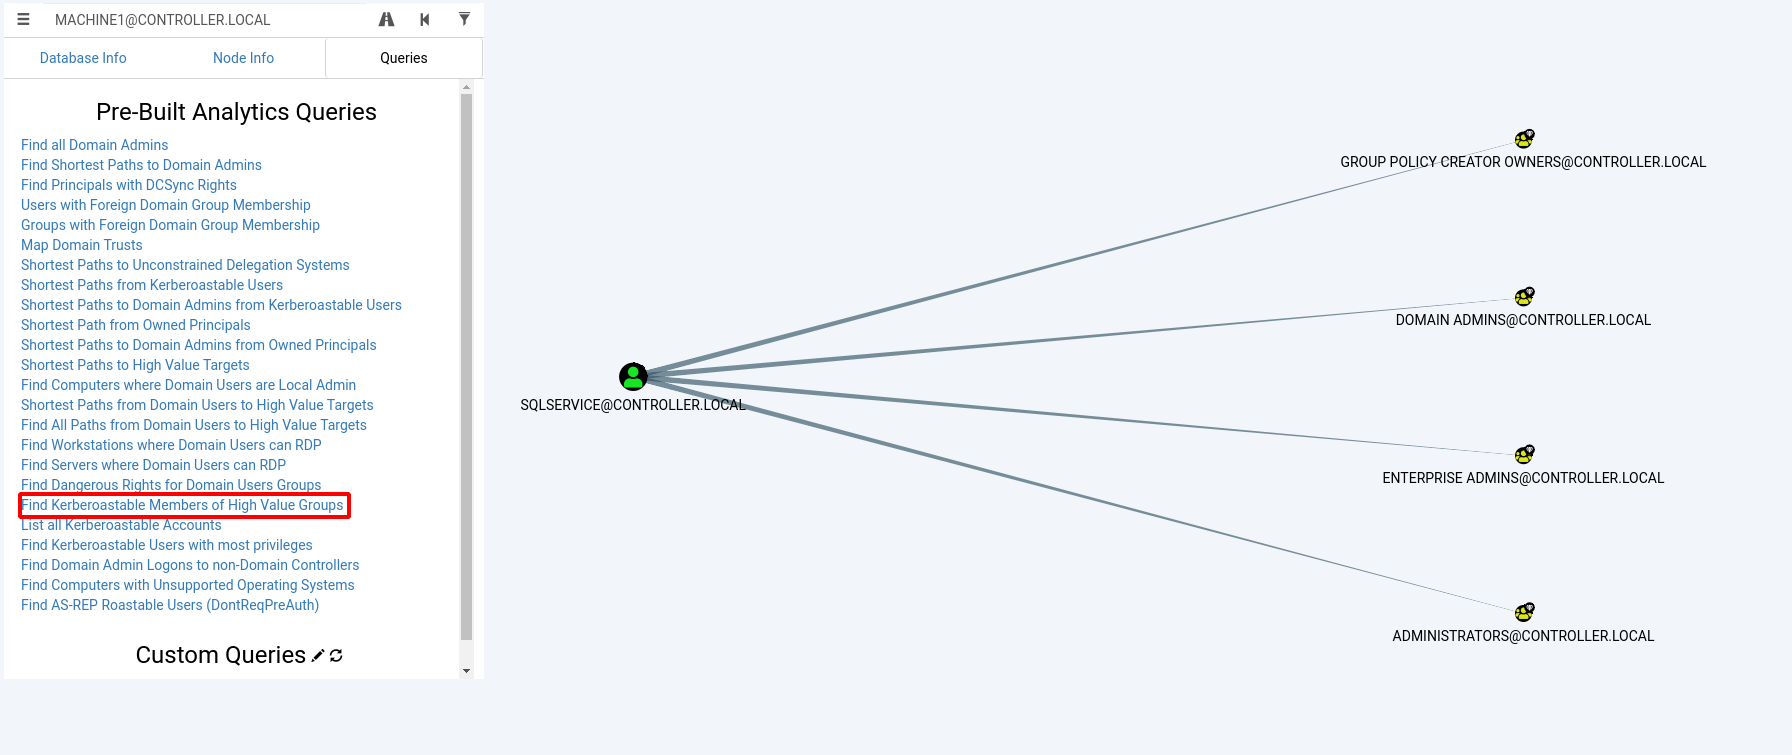 MACHINE1@CONTROLLER.LOCAL
Database Info
Node Info
Queries
Pre-Built Analytics Queries
Find all Domain Admins
Find Shortest Paths to Domain Admins
Find Principals with DCSync Rights
Users with Foreign Domain Group Membership
Groups with Foreign Domain Group Membership
Map Domain Trusts
Shortest Paths to Unconstrained Delegation Systems
Shortest Paths from Kerberoastable Users
Shortest Paths to Domain Admins from Kerberoastable Users
Shortest Path from Owned Principals
Shortest Paths to Domain Admins from Owned Principals
Shortest Paths to High Value Targets
Find Computers where Domain Users are Local Admin
Shortest Paths from Domain Users to High Value Targets
Find All Paths from Domain Users to High Value Targets
Find Workstations where Domain Users can RDP
Find Servers where Domain Users can RDP
Find Dangerous Rights for Domain Users Groups
Find Kerberoastable Members of High Value Groups
List all Kerberoastable Accounts
Find Kerberoastable Users with most privileges
Find Domain Admin Logons to non-Domain Controllers
Find Computers with Unsupported Operating Systems
Find AS-REP Roastable Users (DontReqPreAuth)
Custom Queries
SQLSERVICE@CONTROLLER.LOCAL
GROUP POLICY CREATOR OWNERS@CONTROLLER.LOCAL
DOMAIN ADMINS@CONTROLLER.LOCAL
ENTERPRISE ADMINS@CONTROLLER.LOCAL
ADMINISTRATORS@CONTROLLER.LOCAL